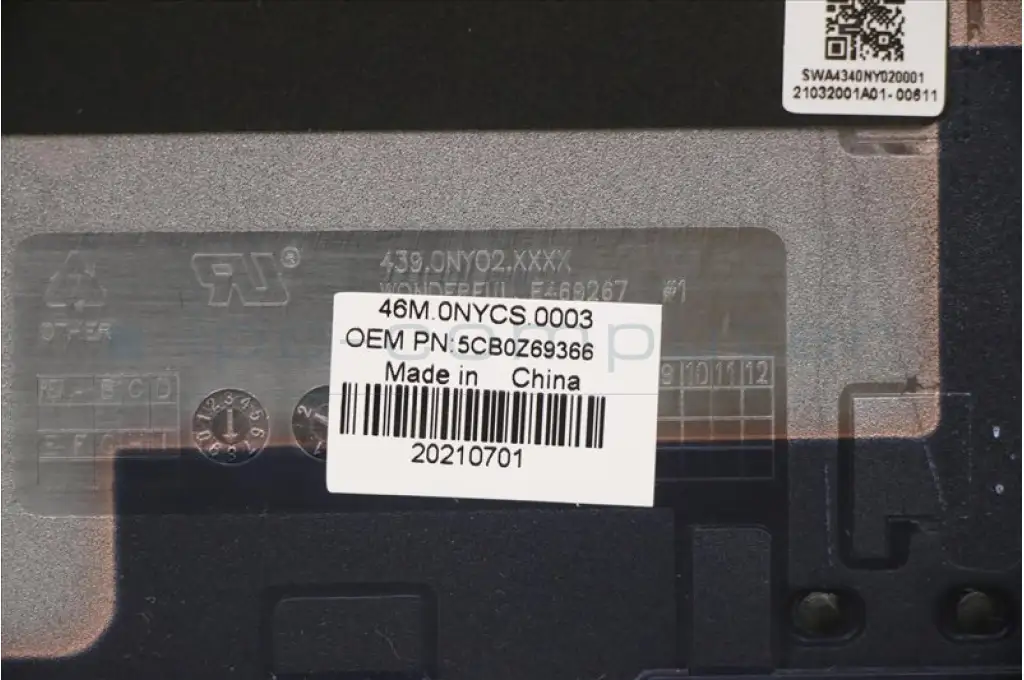 SWA4340NY020001
21032001A01-00611
439.0NY02.XXXX
WONDERFUL E469267 #1
OTHER
46M.0NYCS.0003
OEM PN:5CB0Z69366
Made in China
9 10 11 12
20210701